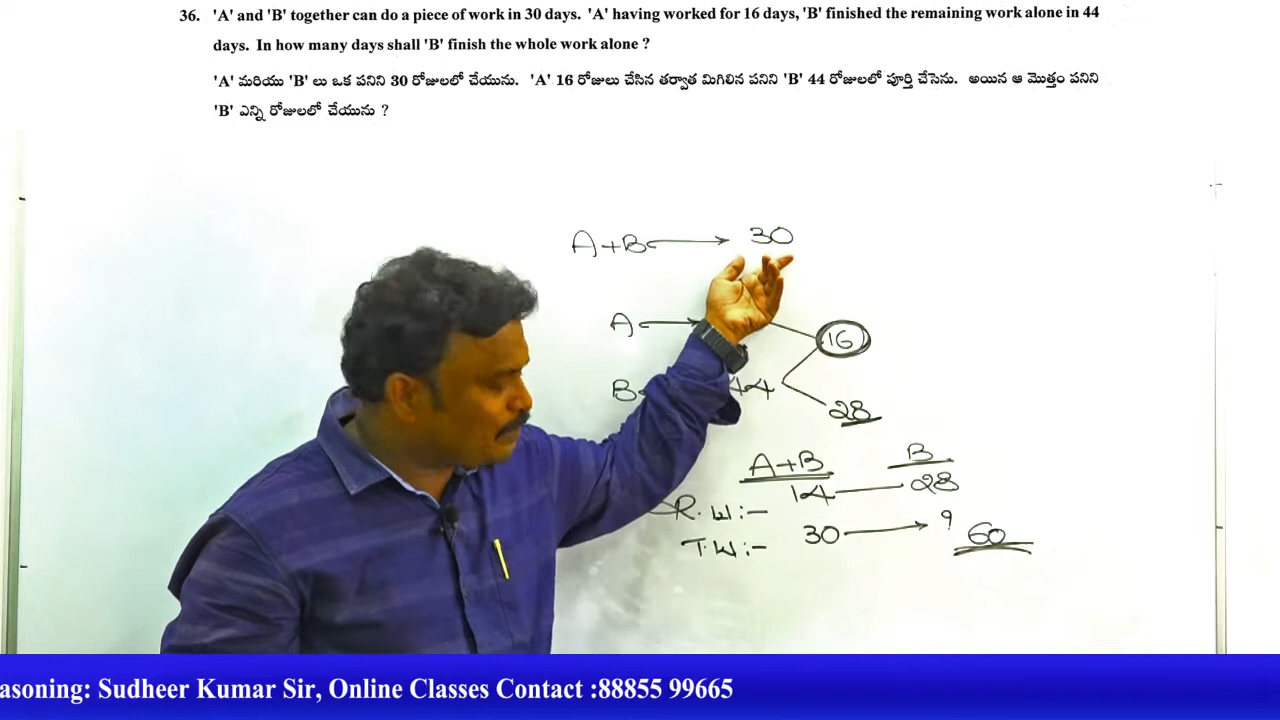 36. 'A' and 'B' together can do a piece of work in 30 days. 'A' having worked for 16 days, 'B' finished the remaining work alone in 44
days. In how many days shall 'B' finish the whole work alone ?
'A' మరియు 'B' లు ఒక పనిని 30 రోజులలో చేయును. 'A' 16 రోజులు చేసిన తర్వాత మిగిలిన పనిని 'B' 44 రోజులలో పూర్తి చేసెను. అయిన ఆ మొత్తం పనిని
'B' ఎన్ని రోజులలో చేయును ?
A+B → 30
A → 16
B 44
28
A+B B
R.W:- 14 28
T.W:- 30 → ? 60
asoning: Sudheer Kumar Sir, Online Classes Contact :88855 99665